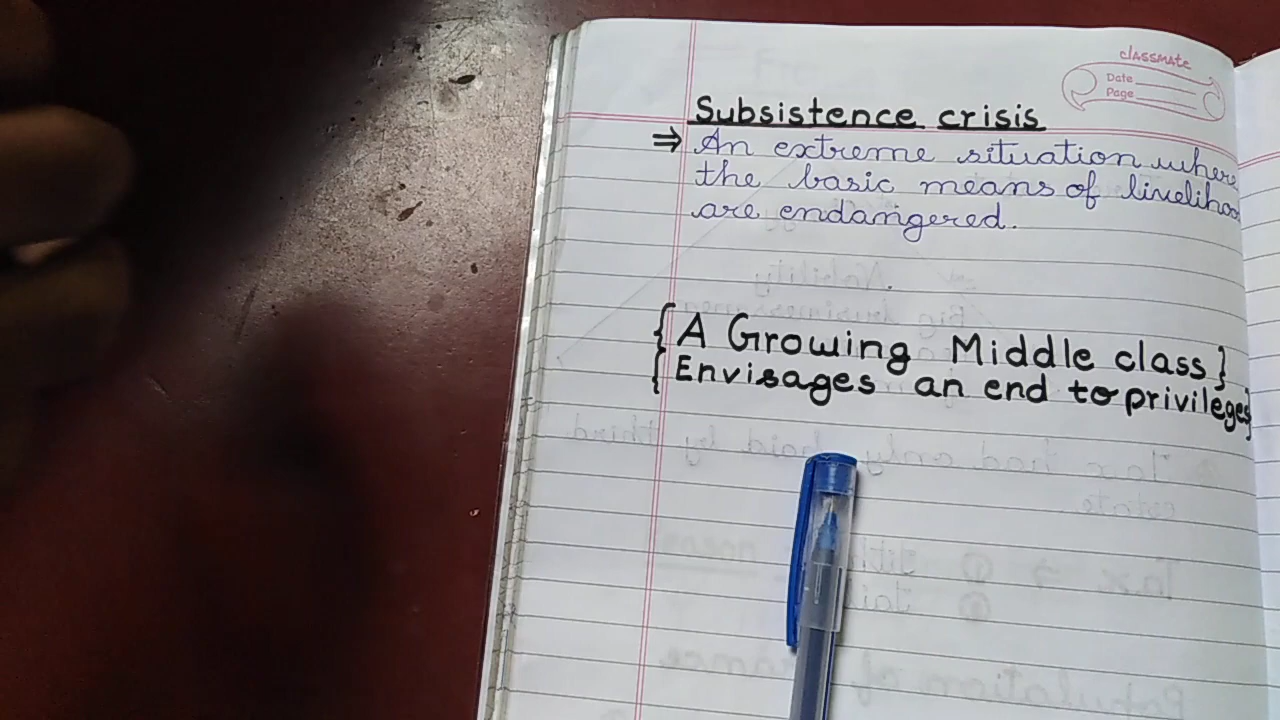 classmate
Date
Page
Subsistence crisis
⇒ An extreme situation where
the basic means of livelihoo
are endangered.
{ A Growing Middle class }
{ Envisages an end to privileges}